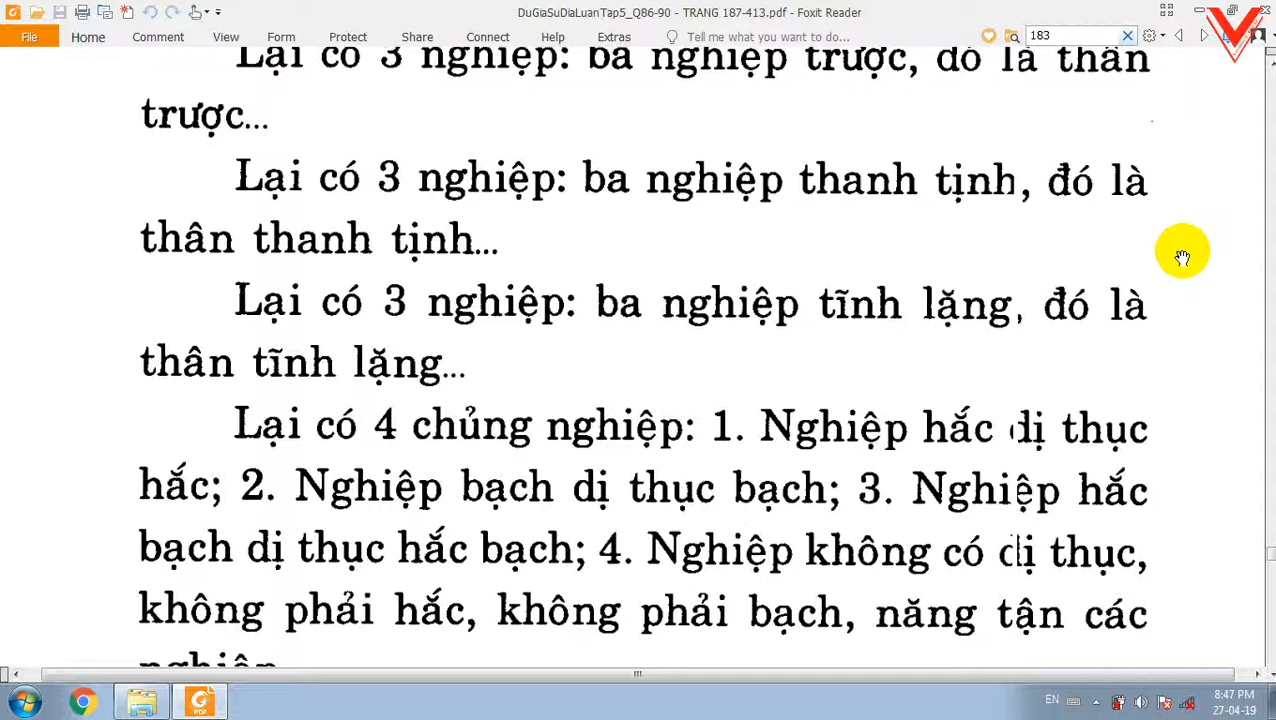 DuGiaSuDiaLuanTap5_Q86-90 - TRANG 187-413.pdf - Foxit Reader
File Home Comment View Form Protect Share Connect Help Extras Tell me what you want to do... 183
Lại có 3 nghiệp: ba nghiệp trược, đó là thân
trược...
Lại có 3 nghiệp: ba nghiệp thanh tịnh, đó là
thân thanh tịnh...
Lại có 3 nghiệp: ba nghiệp tĩnh lặng, đó là
thân tĩnh lặng...
Lại có 4 chủng nghiệp: 1. Nghiệp hắc dị thục
hắc; 2. Nghiệp bạch dị thục bạch; 3. Nghiệp hắc
bạch dị thục hắc bạch; 4. Nghiệp không có dị thục,
không phải hắc, không phải bạch, năng tận các
nghiệp
EN 8:47 PM
27-04-19